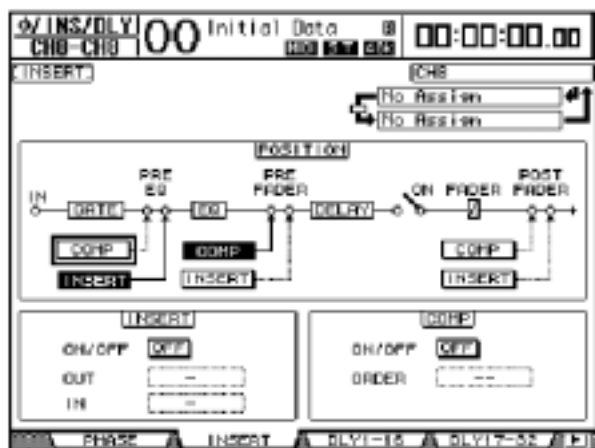 Φ/INS/DLY
CH8-CH8
00
Initial Data
00:00:00.00
INSERT
CH8
No Assign
No Assign
POSITION
PRE EQ
PRE FADER
ON FADER
POST FADER
IN
GATE
EQ
DELAY
COMP
COMP
COMP
INSERT
INSERT
INSERT
INSERT
COMP
ON/OFF OFF
ON/OFF OFF
OUT -
ORDER --
IN -
PHASE
INSERT
DLY1-16
DLY17-32